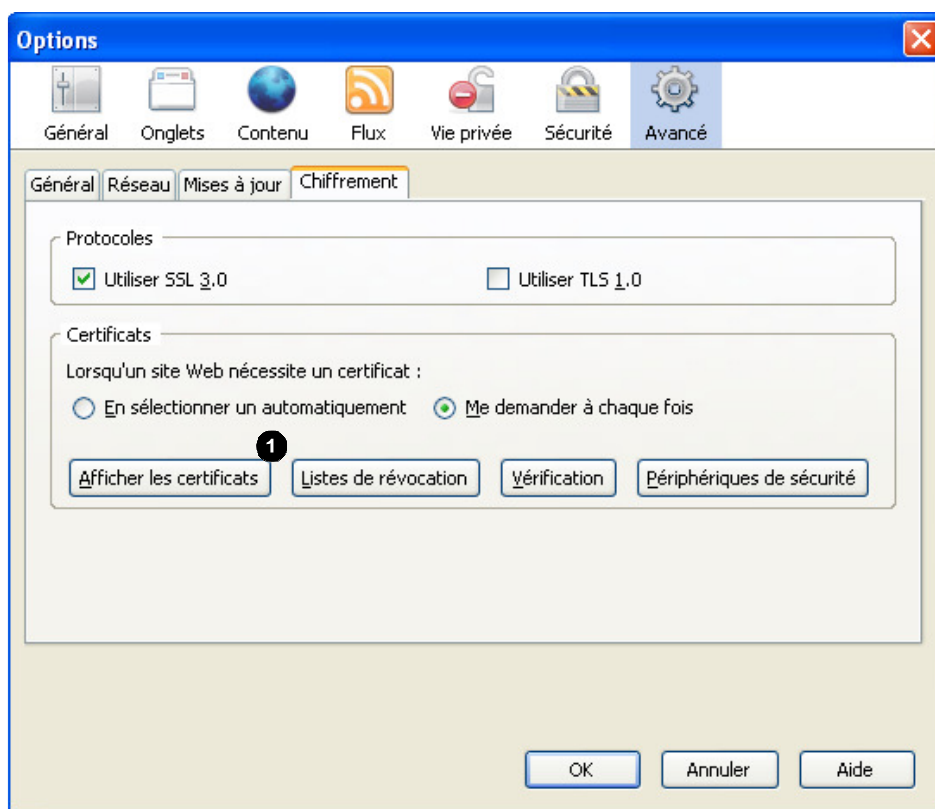 Options
Général Onglets Contenu Flux Vie privée Sécurité Avancé
Général Réseau Mises à jour Chiffrement
Protocoles
Utiliser SSL 3.0 Utiliser TLS 1.0
Certificats
Lorsqu'un site Web nécessite un certificat :
En sélectionner un automatiquement Me demander à chaque fois
1
Afficher les certificats Listes de révocation Vérification Périphériques de sécurité
OK Annuler Aide